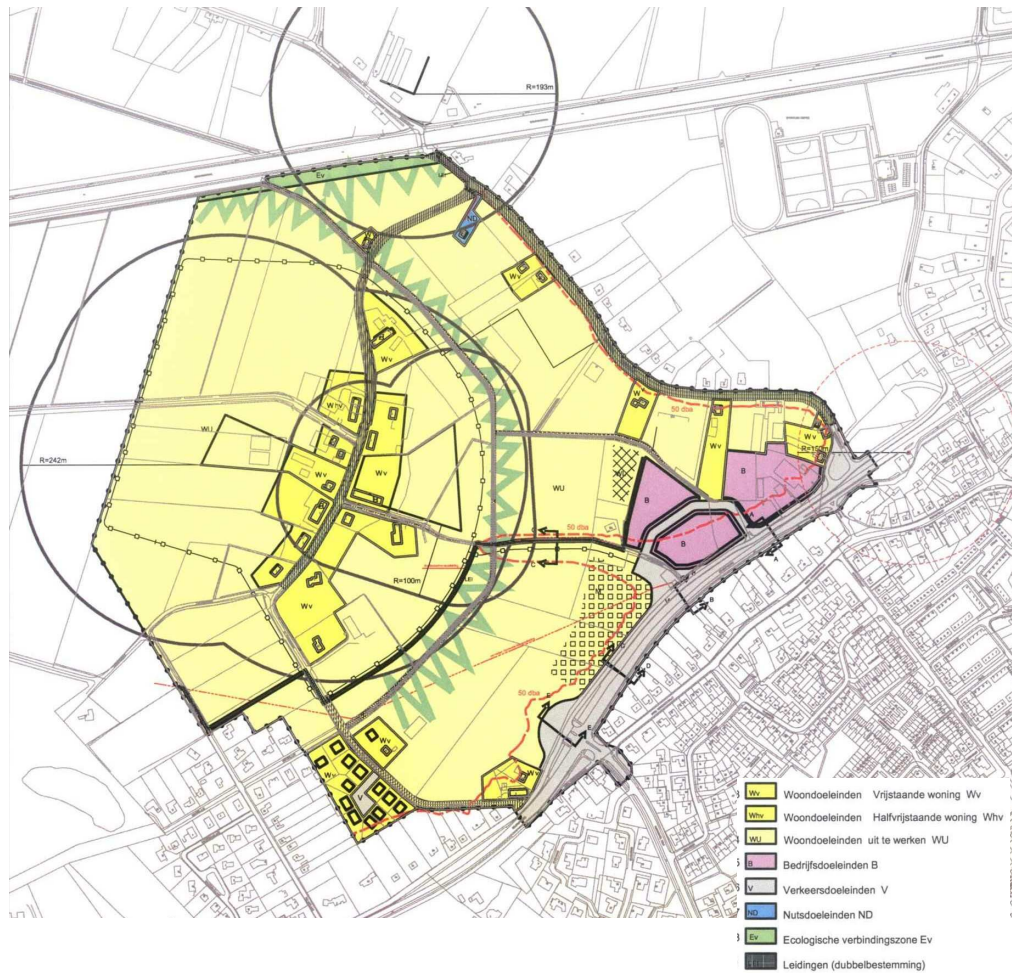 R=193m
Ev
ND
Wv
Wv
Whv
W
50 dba
WU
Wv
Wv
R=242m
Wv
Wv
B
B
WU
50 dba
B
A
A
C
R=100m
LEI
B
Wv
D
50 dba
E
E
Wv
Wv
Wv
V
Wv Woondoeleinden Vrijstaande woning Wv
Whv Woondoeleinden Halfvrijstaande woning Whv
WU Woondoeleinden uit te werken WU
B Bedrijfsdoeleinden B
V Verkeersdoeleinden V
ND Nutsdoeleinden ND
Ev Ecologische verbindingszone Ev
Leidingen (dubbelbestemming)